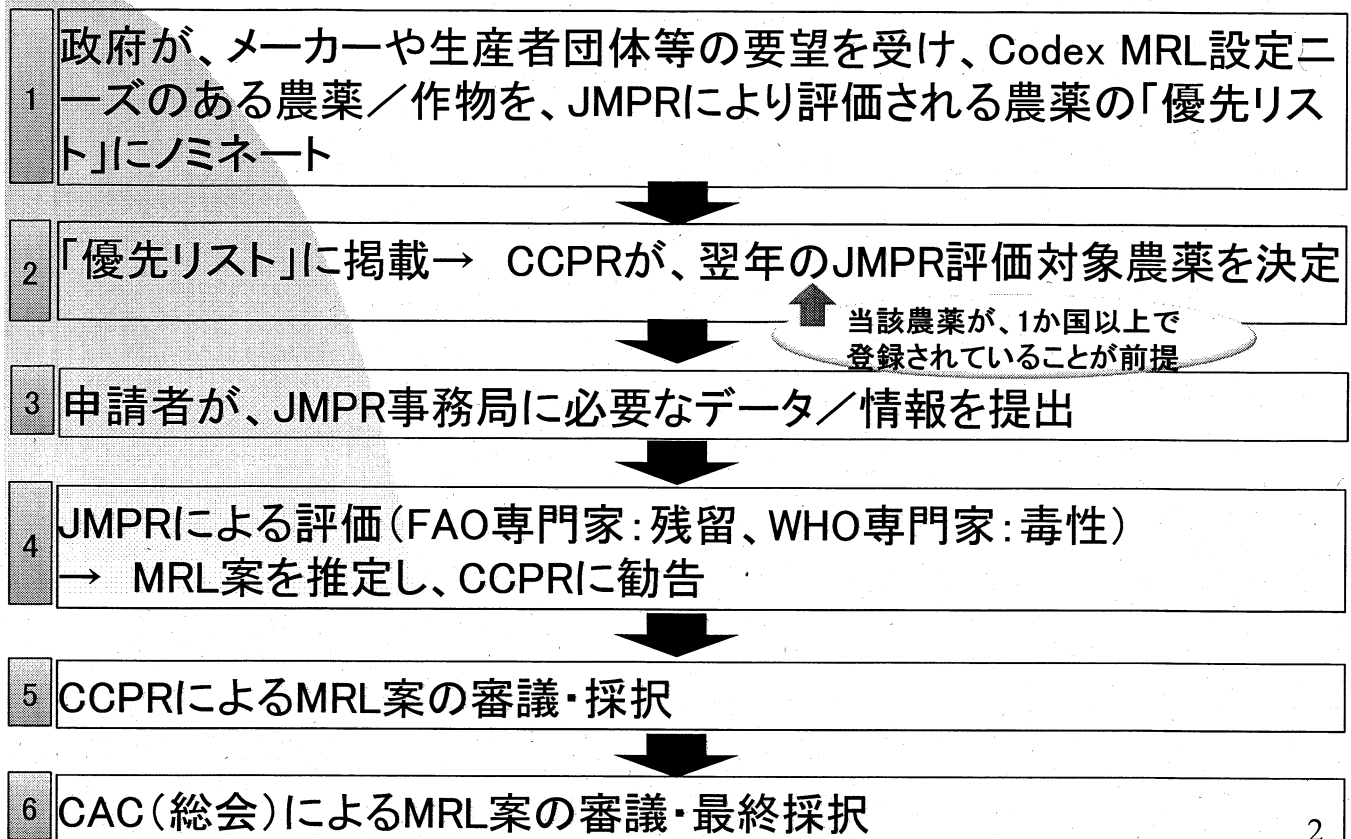 1
政府が、メーカーや生産者団体等の要望を受け、Codex MRL設定ニ
ーズのある農薬／作物を、JMPRにより評価される農薬の「優先リス
ト」にノミネート
2
「優先リスト」に掲載→ CCPRが、翌年のJMPR評価対象農薬を決定
当該農薬が、1か国以上で
登録されていることが前提
3
申請者が、JMPR事務局に必要なデータ／情報を提出
4
JMPRによる評価（FAO専門家：残留、WHO専門家：毒性）
→ MRL案を推定し、CCPRに勧告
5
CCPRによるMRL案の審議・採択
6
CAC（総会）によるMRL案の審議・最終採択
2